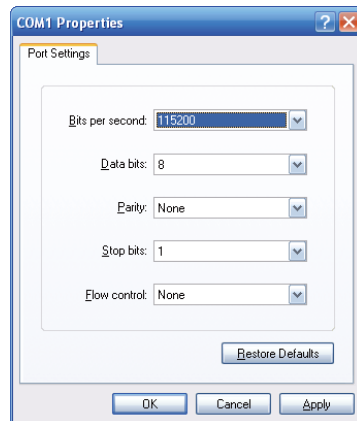 COM1 Properties
Port Settings
Bits per second: 115200
Data bits: 8
Parity: None
Stop bits: 1
Flow control: None
Restore Defaults
OK Cancel Apply